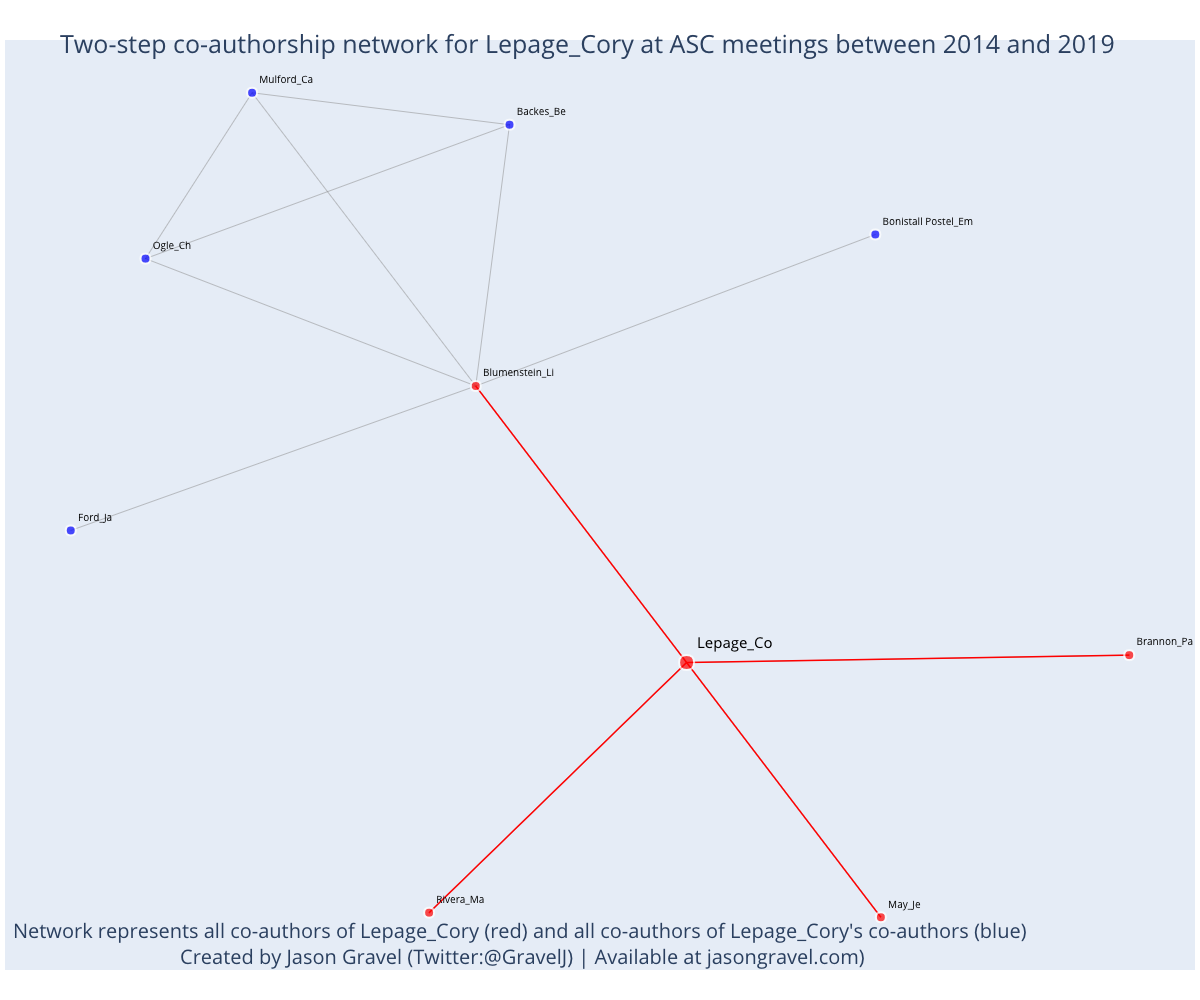 Two-step co-authorship network for Lepage_Cory at ASC meetings between 2014 and 2019
Mulford_Ca
Backes_Be
Bonistall Postel_Em
Ogle_Ch
Blumenstein_Li
Ford_Ja
Lepage_Co
Brannon_Pa
Rivera_Ma
May_Je
Network represents all co-authors of Lepage_Cory (red) and all co-authors of Lepage_Cory's co-authors (blue)
Created by Jason Gravel (Twitter:@GravelJ) | Available at jasongravel.com)